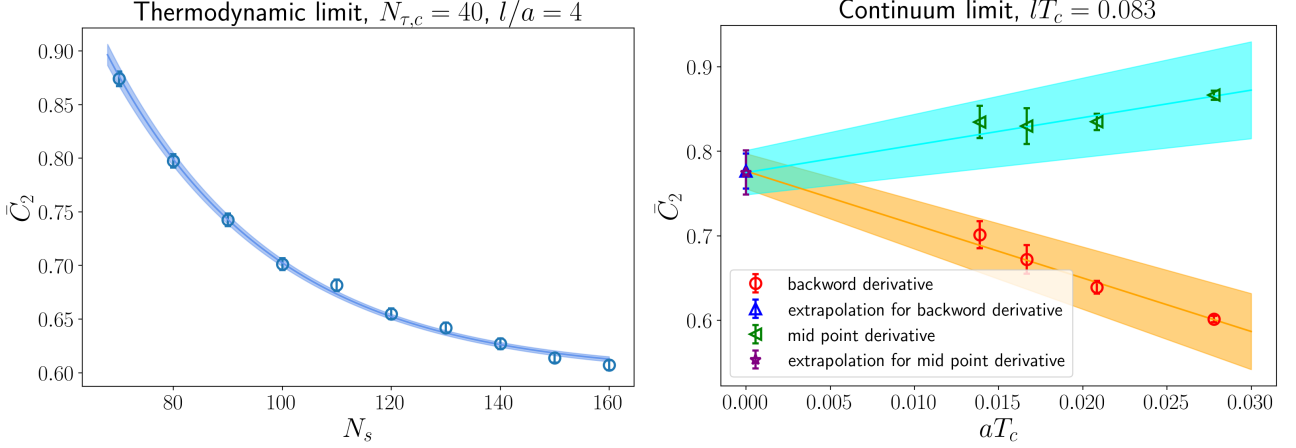 Thermodynamic limit, N_{τ,c} = 40, l/a = 4
C̄₂
0.90
0.85
0.80
0.75
0.70
0.65
0.60
80
100
120
140
160
N_s
Continuum limit, lT_c = 0.083
C̄₂
0.9
0.8
0.7
0.6
backword derivative
extrapolation for backword derivative
mid point derivative
extrapolation for mid point derivative
0.000
0.005
0.010
0.015
0.020
0.025
0.030
aT_c